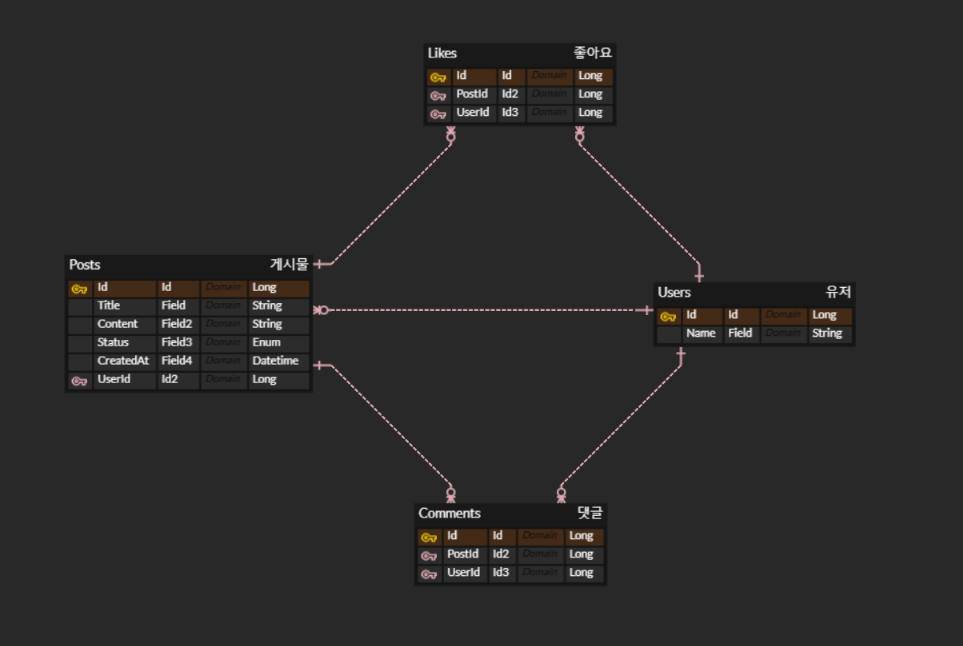 Likes 좋아요
Id Id Domain Long
PostId Id2 Domain Long
UserId Id3 Domain Long
Posts 게시물
Id Id Domain Long
Title Field Domain String
Content Field2 Domain String
Status Field3 Domain Enum
CreatedAt Field4 Domain Datetime
UserId Id2 Domain Long
Users 유저
Id Id Domain Long
Name Field Domain String
Comments 댓글
Id Id Domain Long
PostId Id2 Domain Long
UserId Id3 Domain Long